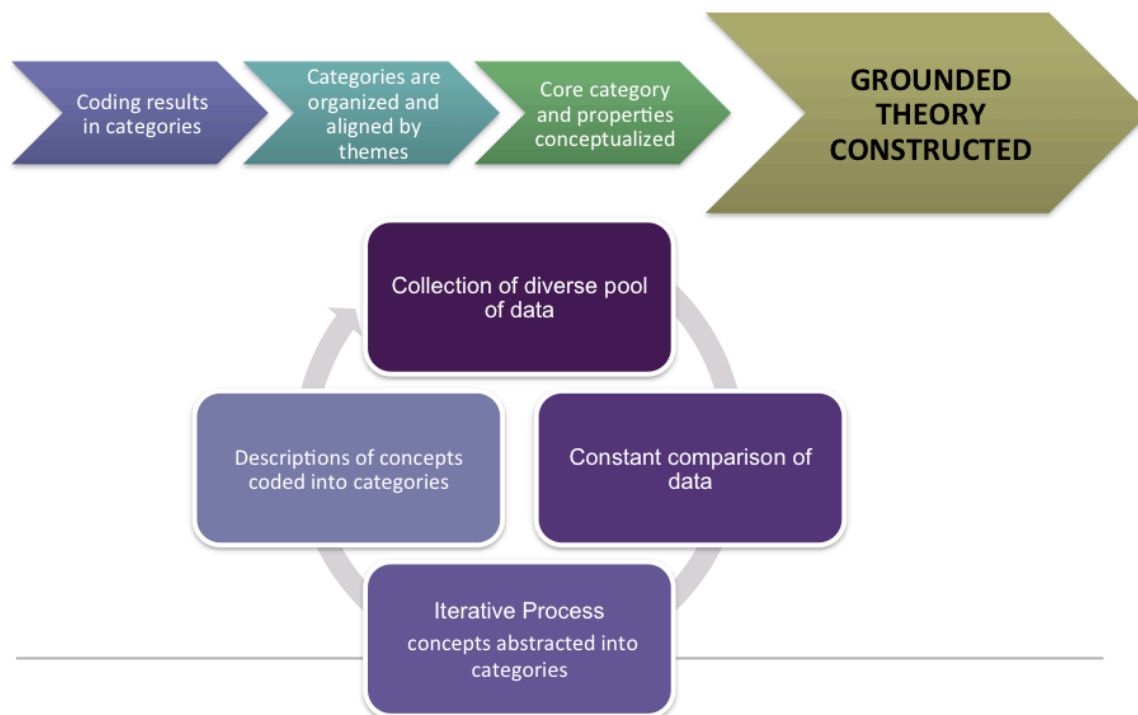 Coding results
in categories
Categories are
organized and
aligned by
themes
Core category
and properties
conceptualized
GROUNDED
THEORY
CONSTRUCTED
Collection of diverse pool
of data
Descriptions of concepts
coded into categories
Constant comparison of
data
Iterative Process
concepts abstracted into
categories